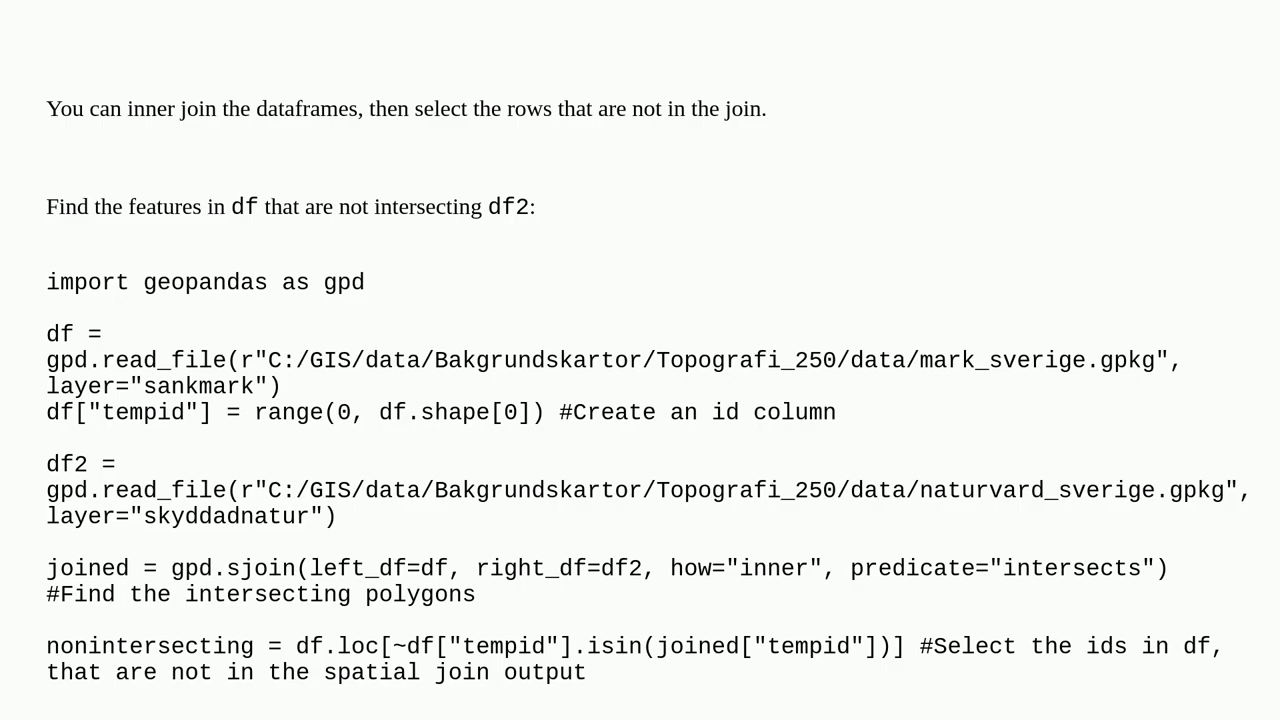 You can inner join the dataframes, then select the rows that are not in the join.
Find the features in df that are not intersecting df2:
import geopandas as gpd
df =
gpd.read_file(r"C:/GIS/data/Bakgrundskartor/Topografi_250/data/mark_sverige.gpkg",
layer="sankmark")
df["tempid"] = range(0, df.shape[0]) #Create an id column
df2 =
gpd.read_file(r"C:/GIS/data/Bakgrundskartor/Topografi_250/data/naturvard_sverige.gpkg",
layer="skyddadnatur")
joined = gpd.sjoin(left_df=df, right_df=df2, how="inner", predicate="intersects")
#Find the intersecting polygons
nonintersecting = df.loc[~df["tempid"].isin(joined["tempid"])] #Select the ids in df,
that are not in the spatial join output